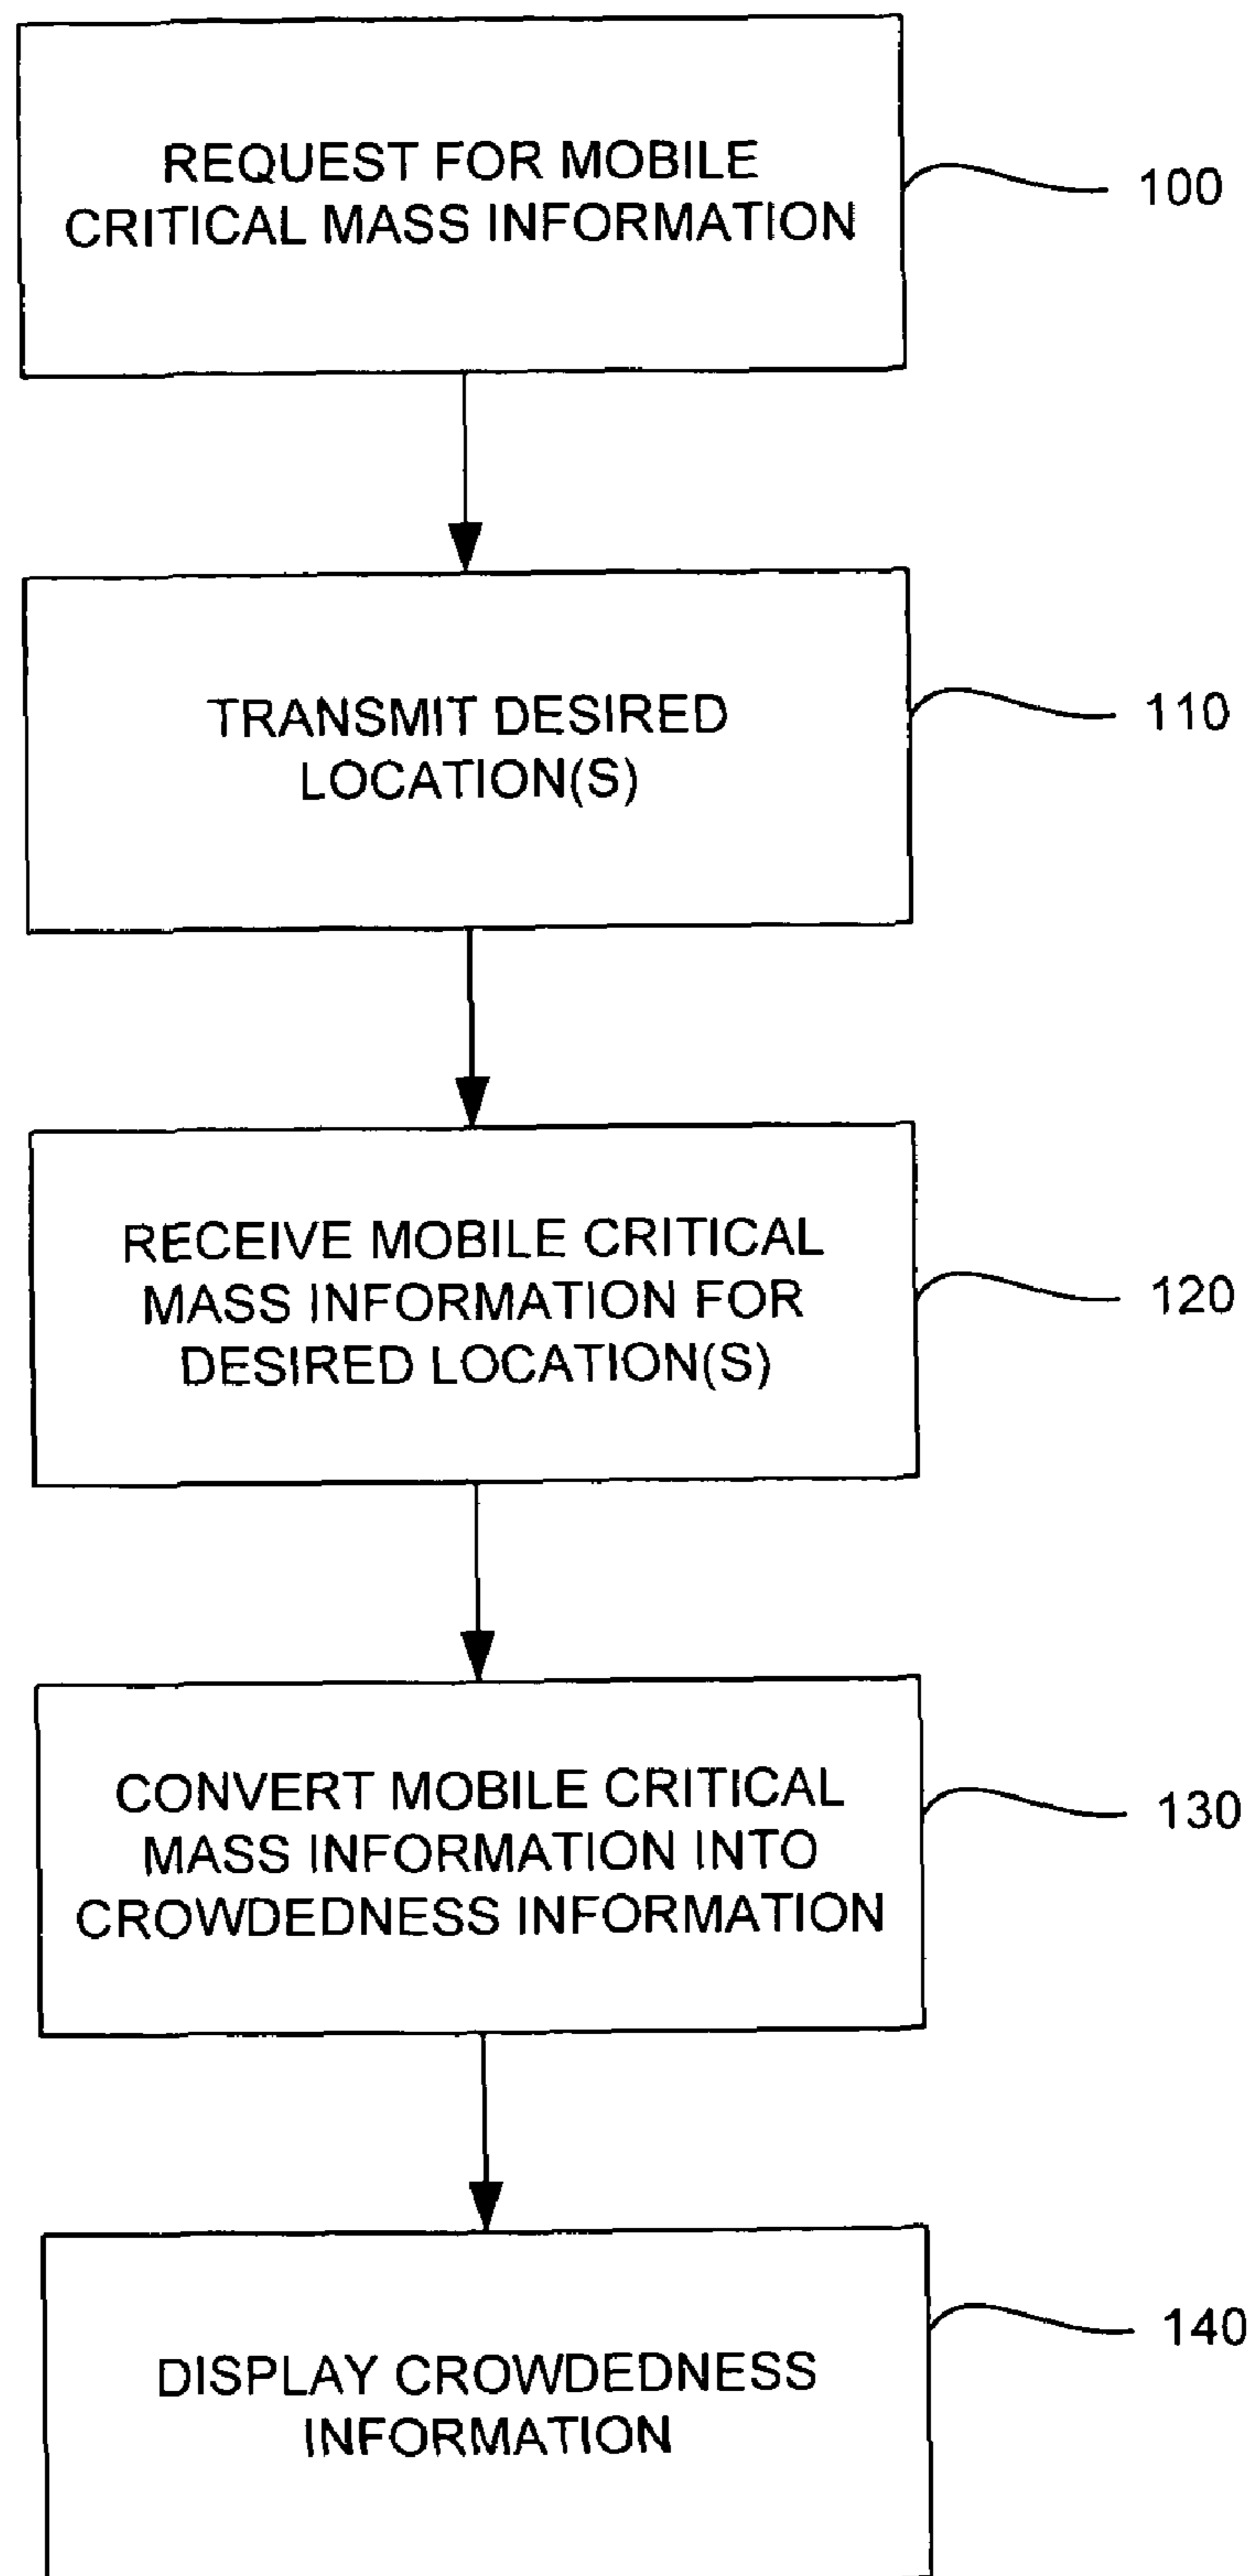 REQUEST FOR MOBILE
CRITICAL MASS INFORMATION
100
TRANSMIT DESIRED
LOCATION(S)
110
RECEIVE MOBILE CRITICAL
MASS INFORMATION FOR
DESIRED LOCATION(S)
120
CONVERT MOBILE CRITICAL
MASS INFORMATION INTO
CROWDEDNESS INFORMATION
130
DISPLAY CROWDEDNESS
INFORMATION
140